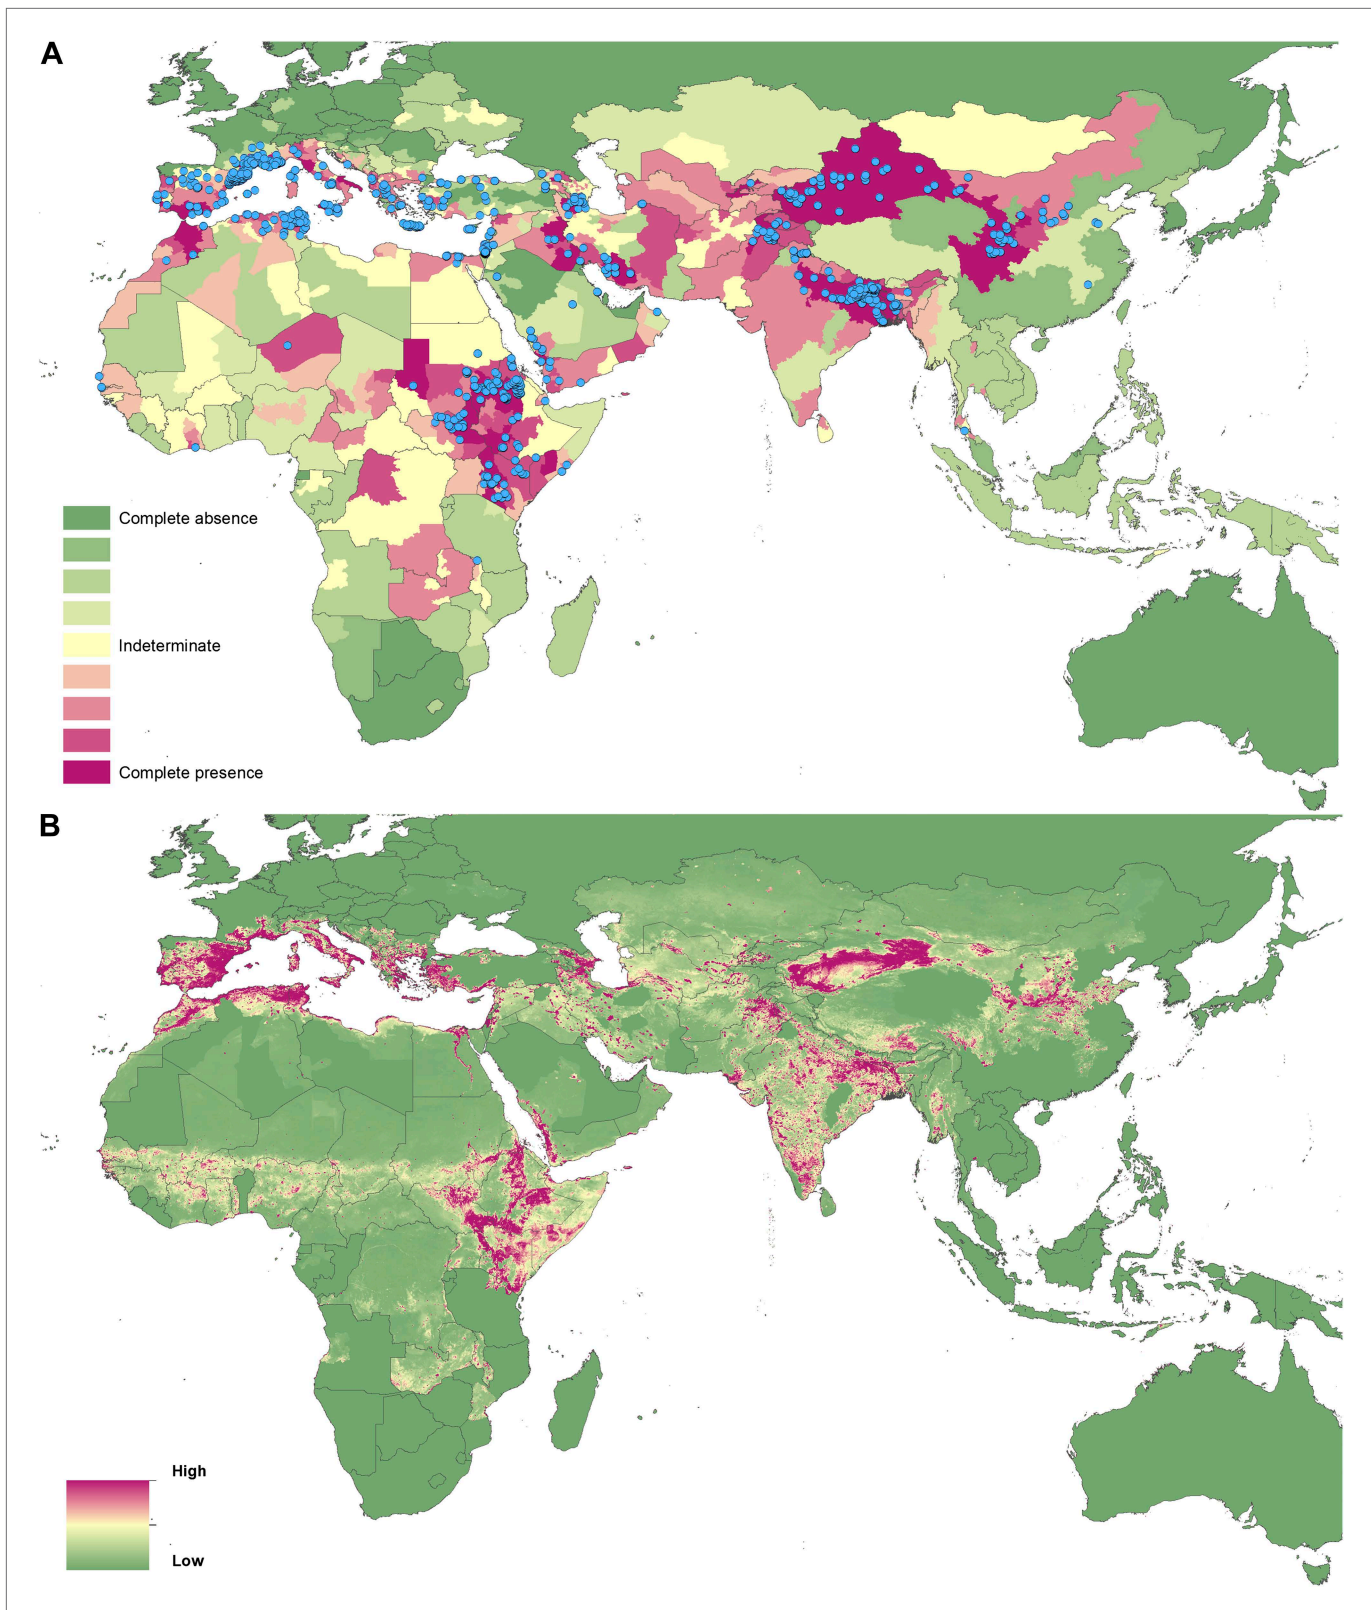 A
Complete absence
Indeterminate
Complete presence
B
High
Low